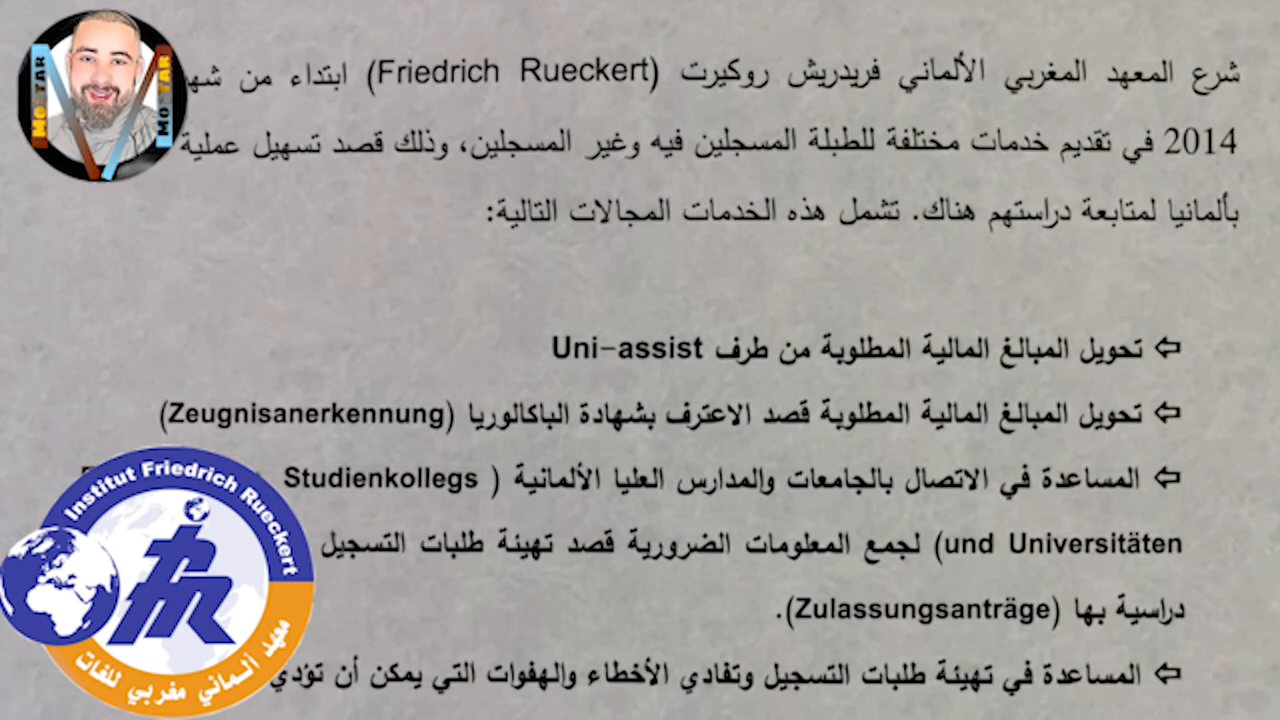 MOKTAR
MOKTAR
شرع المعهد المغربي الألماني فريدريش روكيرت (Friedrich Rueckert) ابتداء من
2014 في تقديم خدمات مختلفة للطبلة المسجلين فيه وغير المسجلين، وذلك قصد تسهيل عملية
بألمانيا لمتابعة دراستهم هناك. تشمل هذه الخدمات المجالات التالية:
⇦ تحويل المبالغ المالية المطلوبة من طرف Uni-assist
⇦ تحويل المبالغ المالية المطلوبة قصد الاعترف بشهادة الباكالوريا (Zeugnisanerkennung)
⇦ المساعدة في الاتصال بالجامعات والمدارس العليا الألمانية ( Studienkollegs
und Universitäten) لجمع المعلومات الضرورية قصد تهيئة طلبات التسجيل
دراسية بها (Zulassungsanträge).
⇦ المساعدة في تهيئة طلبات التسجيل وتفادي الأخطاء والهفوات التي يمكن أن تؤدي
Institut Friedrich Rueckert
معهد ألماني مغربي للغات